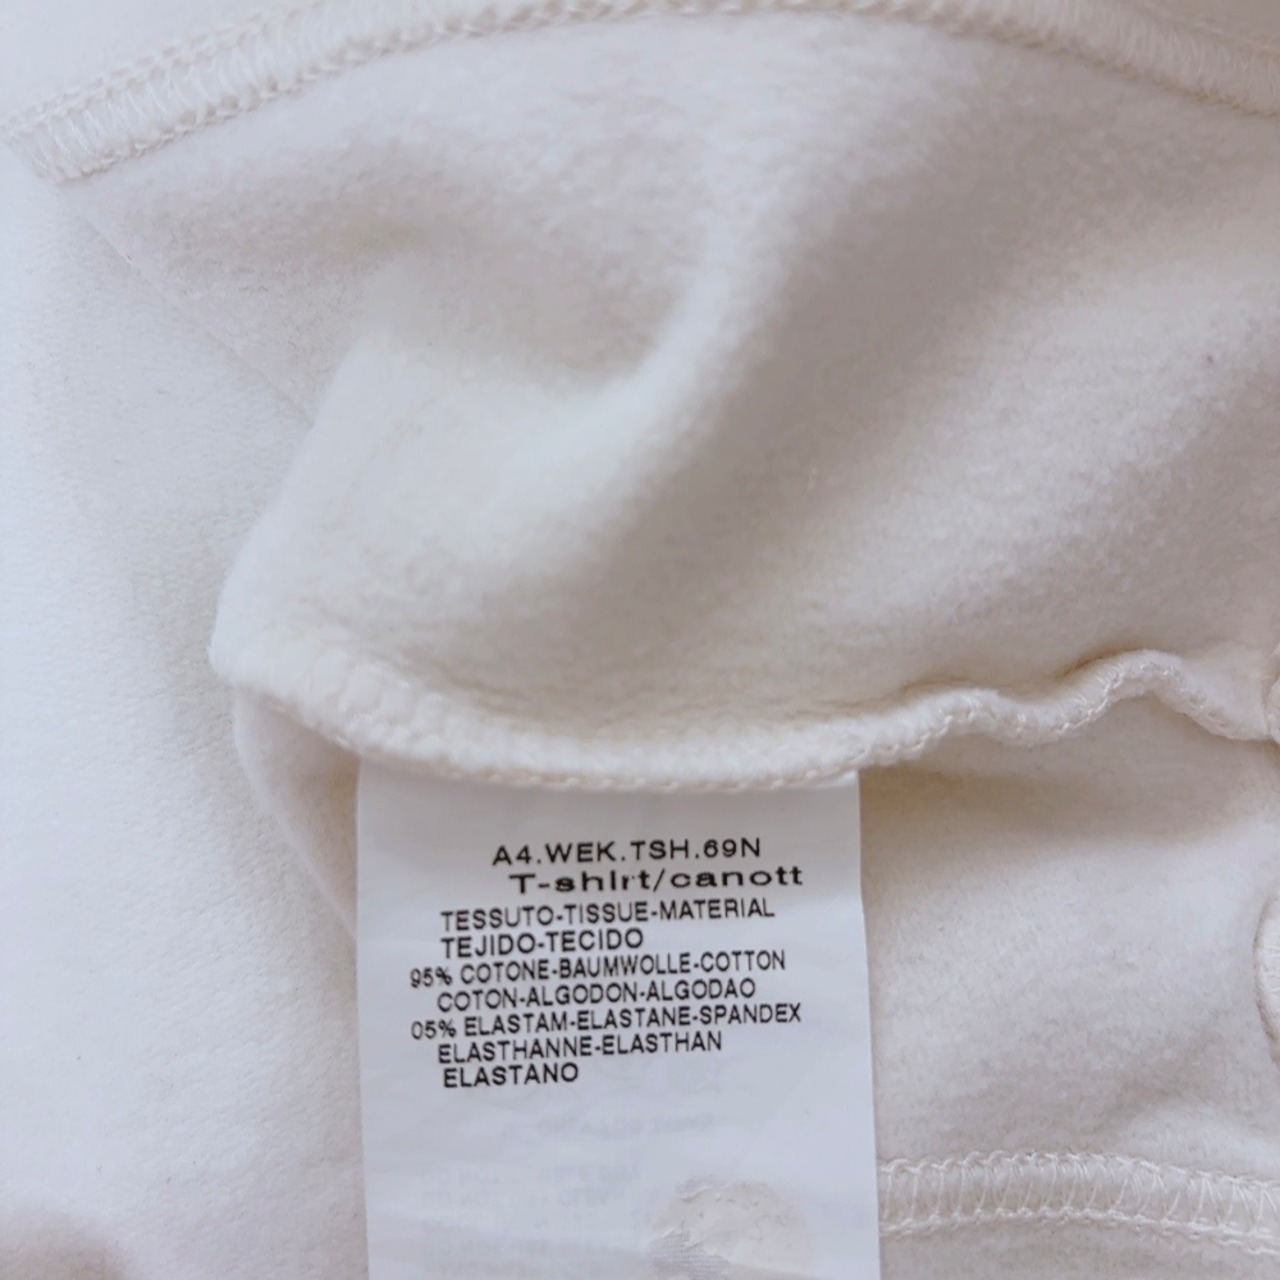 A4.WEK.TSH.69N
T-shirt/canott
TESSUTO-TISSUE-MATERIAL
TEJIDO-TECIDO
95% COTONE-BAUMWOLLE-COTTON
COTON-ALGODON-ALGODAO
05% ELASTAM-ELASTANE-SPANDEX
ELASTHANNE-ELASTHAN
ELASTANO